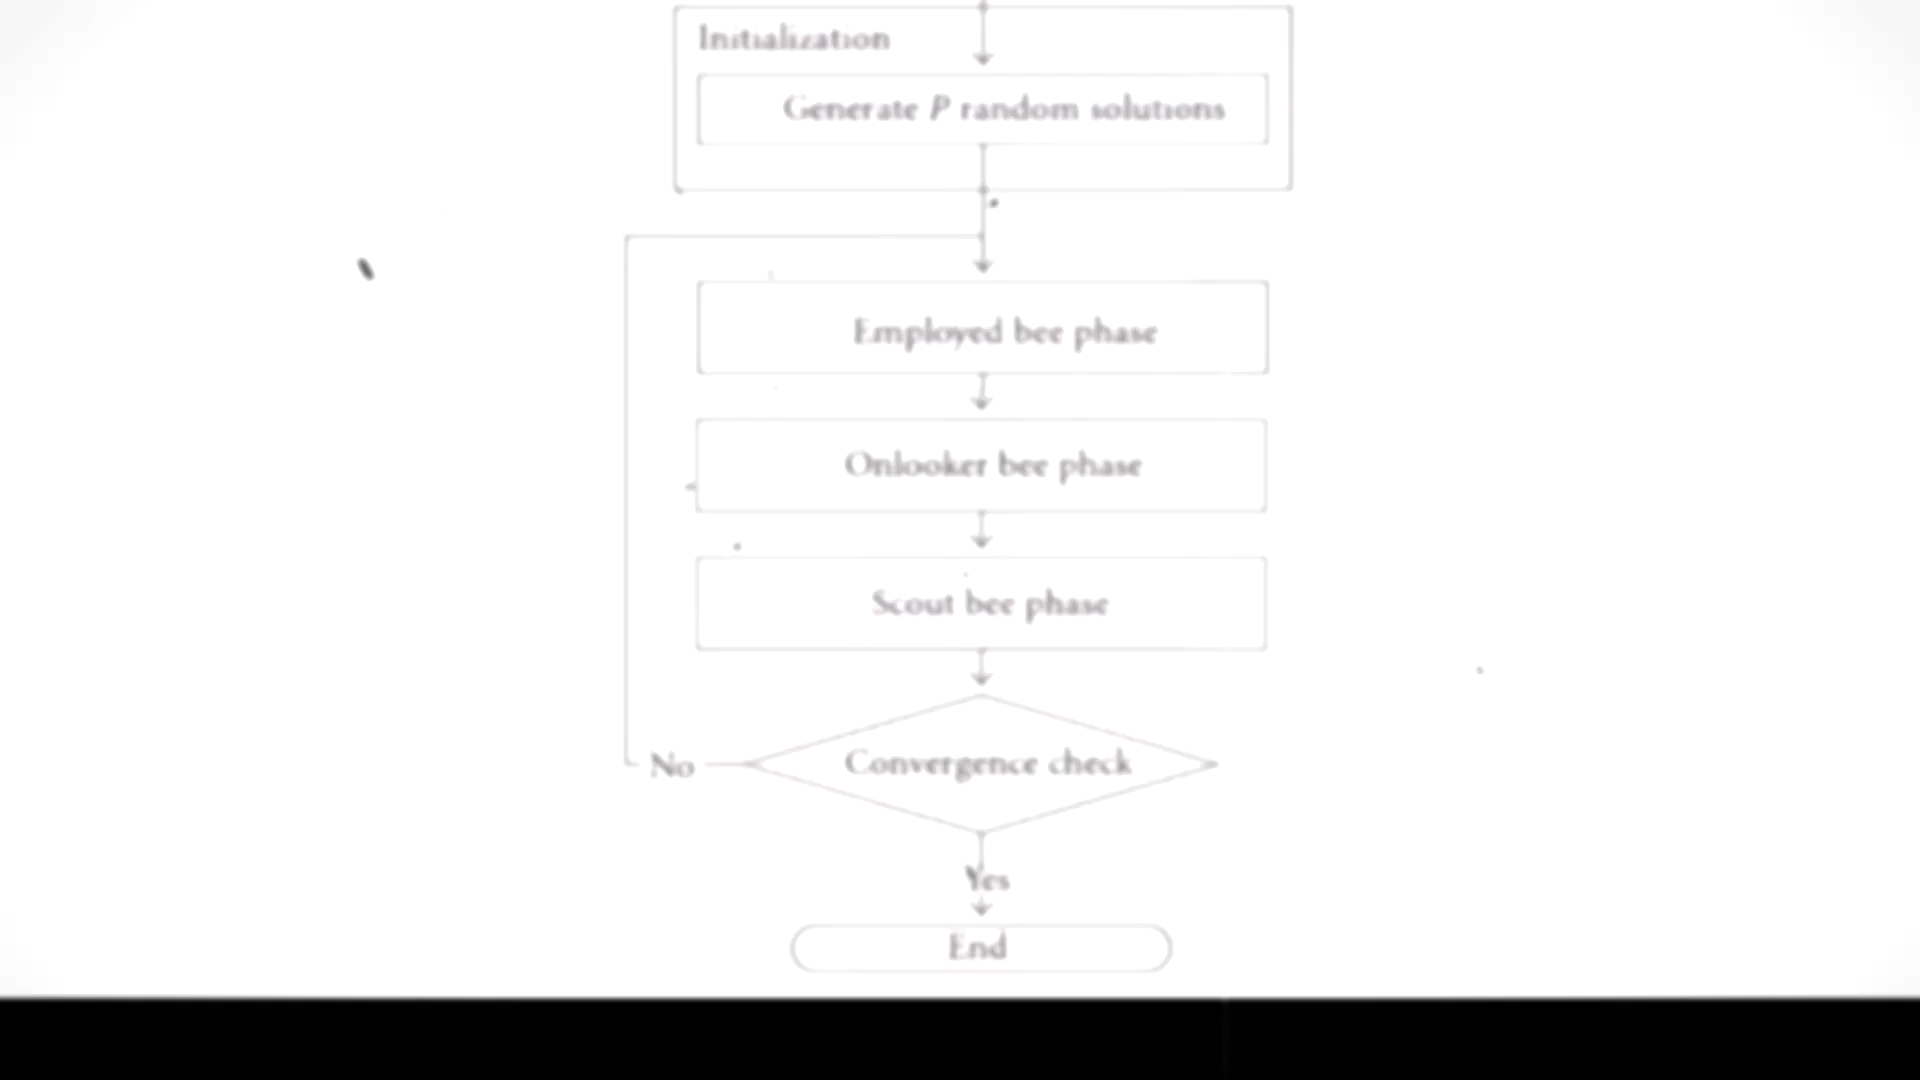 Initialization
Generate P random solutions
Employed bee phase
Onlooker bee phase
Scout bee phase
Convergence check
No
Yes
End